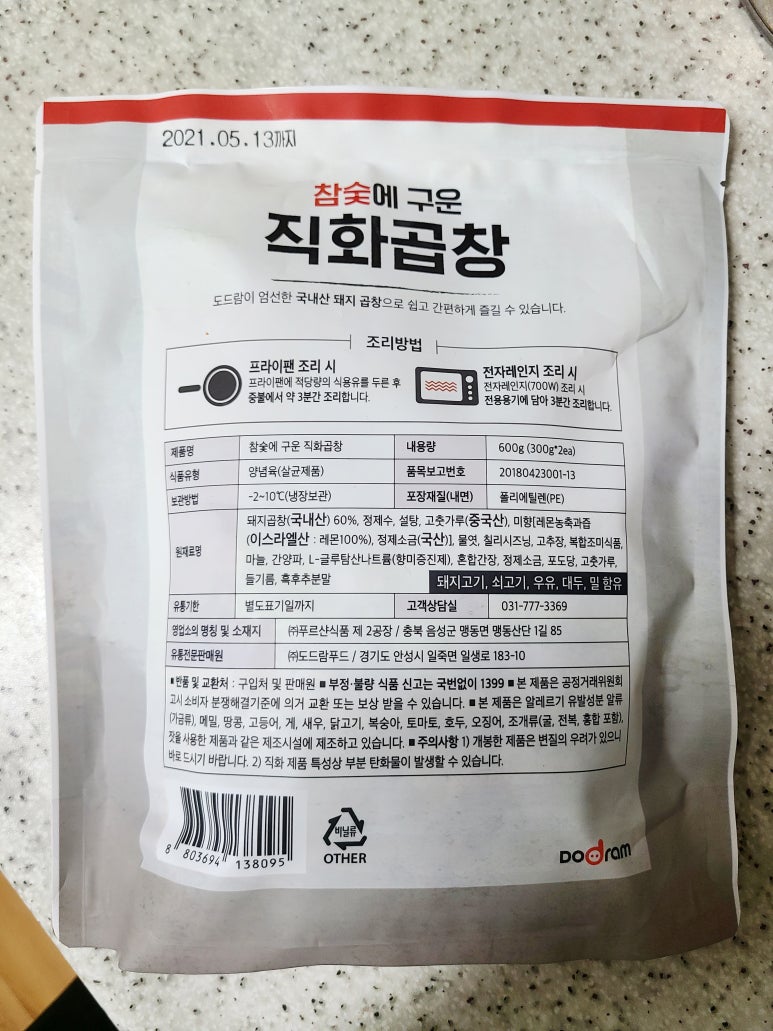 2021.05.13까지
참숯에 구운
직화곱창
도드람이 엄선한 국내산 돼지 곱창으로 쉽고 간편하게 즐길 수 있습니다.
조리방법
프라이팬 조리 시
프라이팬에 적당량의 식용유를 두른 후
중불에서 약 3분간 조리합니다.
전자레인지 조리 시
전자레인지(700W) 조리 시
전용용기에 담아 3분간 조리합니다.
제품명 참숯에 구운 직화곱창 내용량 600g (300g*2ea)
식품유형 양념육(살균제품) 품목보고번호 20180423001-13
보관방법 -2~10℃(냉장보관) 포장재질(내면) 폴리에틸렌(PE)
원재료명
돼지곱창(국내산) 60%, 정제수, 설탕, 고춧가루(중국산), 미향[레몬농축과즙
(이스라엘산 : 레몬100%), 정제소금(국산)], 물엿, 칠리시즈닝, 고추장, 복합조미식품,
마늘, 간양파, L-글루탐산나트륨(향미증진제), 혼합간장, 정제소금, 포도당, 고춧가루,
들기름, 흑후추분말
돼지고기, 쇠고기, 우유, 대두, 밀 함유
유통기한 별도표기일까지 고객상담실 031-777-3369
영업소의 명칭 및 소재지 ㈜푸르샨식품 제 2공장 / 충북 음성군 맹동면 맹동산단 1길 85
유통전문판매원 ㈜도드람푸드 / 경기도 안성시 일죽면 일생로 183-10
■ 반품 및 교환처 : 구입처 및 판매원 ■ 부정·불량 식품 신고는 국번없이 1399 ■ 본 제품은 공정거래위원회
고시 소비자 분쟁해결기준에 의거 교환 또는 보상 받을 수 있습니다. ■ 본 제품은 알레르기 유발성분 알류
(가금류), 메밀, 땅콩, 고등어, 게, 새우, 닭고기, 복숭아, 토마토, 호두, 오징어, 조개류(굴, 전복, 홍합 포함),
잣을 사용한 제품과 같은 제조시설에 제조하고 있습니다. ■ 주의사항 1) 개봉한 제품은 변질의 우려가 있으니
바로 드시기 바랍니다. 2) 직화 제품 특성상 부분 탄화물이 발생할 수 있습니다.
8 803694 138095
비닐류
OTHER
DODram